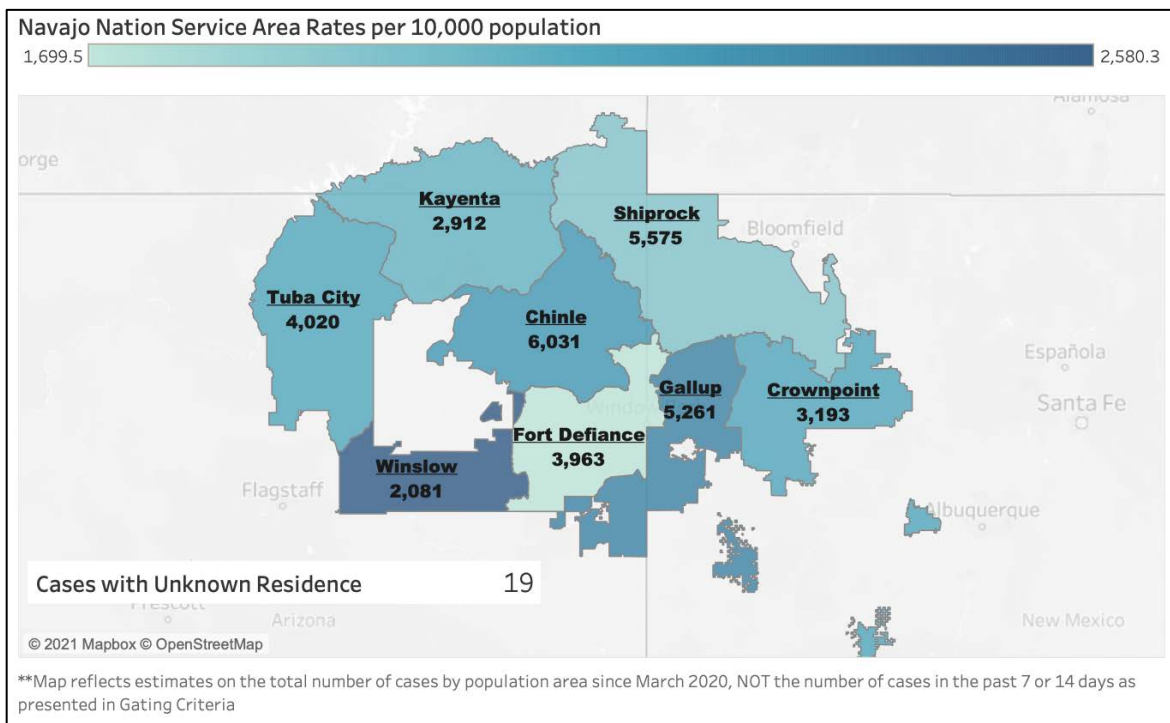 Navajo Nation Service Area Rates per 10,000 population
1,699.5
2,580.3
Alamosa
orge
Kayenta
2,912
Shiprock
5,575
Bloomfield
Tuba City
4,020
Chinle
6,031
Española
Gallup
5,261
Crownpoint
3,193
Santa Fe
Window
Fort Defiance
3,963
Winslow
2,081
Flagstaff
Albuquerque
Cases with Unknown Residence 19
Prescott
Arizona
New Mexico
© 2021 Mapbox © OpenStreetMap
**Map reflects estimates on the total number of cases by population area since March 2020, NOT the number of cases in the past 7 or 14 days as
presented in Gating Criteria